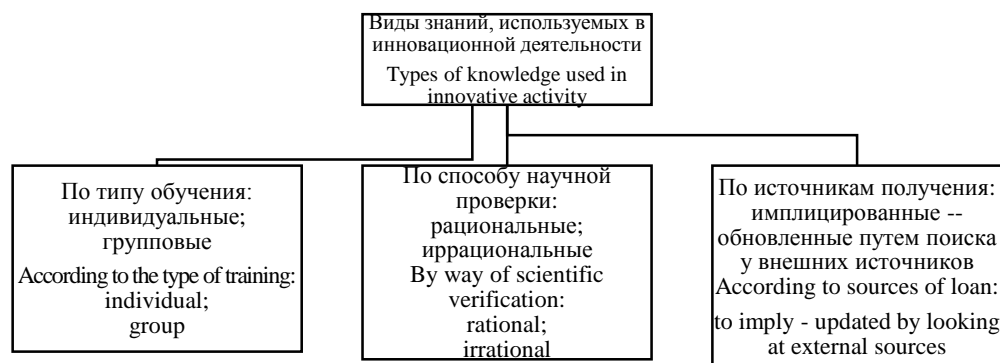 Виды знаний, используемых в
инновационной деятельности
Types of knowledge used in
innovative activity
По типу обучения:
индивидуальные;
групповые
According to the type of training:
individual;
group
По способу научной
проверки:
рациональные;
иррациональные
By way of scientific
verification:
rational;
irrational
По источникам получения:
имплицированные --
обновленные путем поиска
у внешних источников
According to sources of loan:
to imply - updated by looking
at external sources